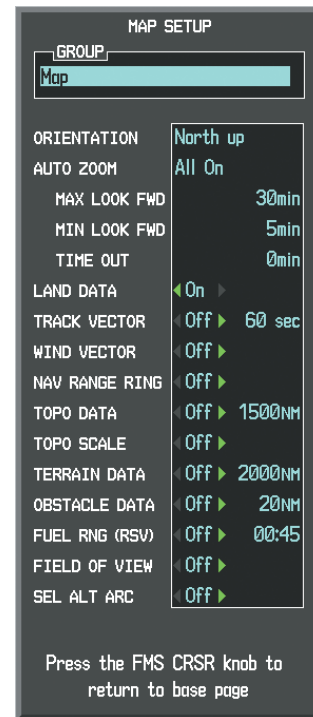 MAP SETUP
GROUP
Map
ORIENTATION North up
AUTO ZOOM All On
MAX LOOK FWD 30min
MIN LOOK FWD 5min
TIME OUT 0min
LAND DATA On
TRACK VECTOR Off 60 sec
WIND VECTOR Off
NAV RANGE RING Off
TOPO DATA Off 1500NM
TOPO SCALE Off
TERRAIN DATA Off 2000NM
OBSTACLE DATA Off 20NM
FUEL RNG (RSV) Off 00:45
FIELD OF VIEW Off
SEL ALT ARC Off
Press the FMS CRSR knob to
return to base page